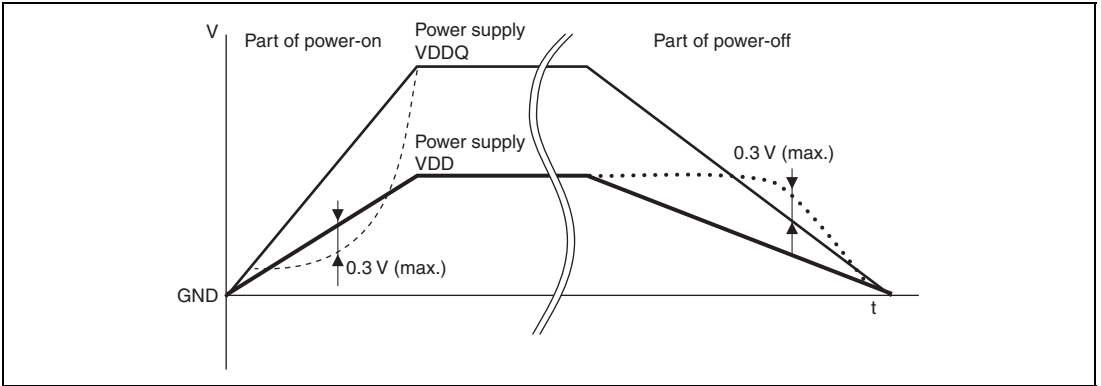 V
Part of power-on
Power supply
VDDQ
Part of power-off
Power supply
VDD
0.3 V (max.)
0.3 V (max.)
GND
t